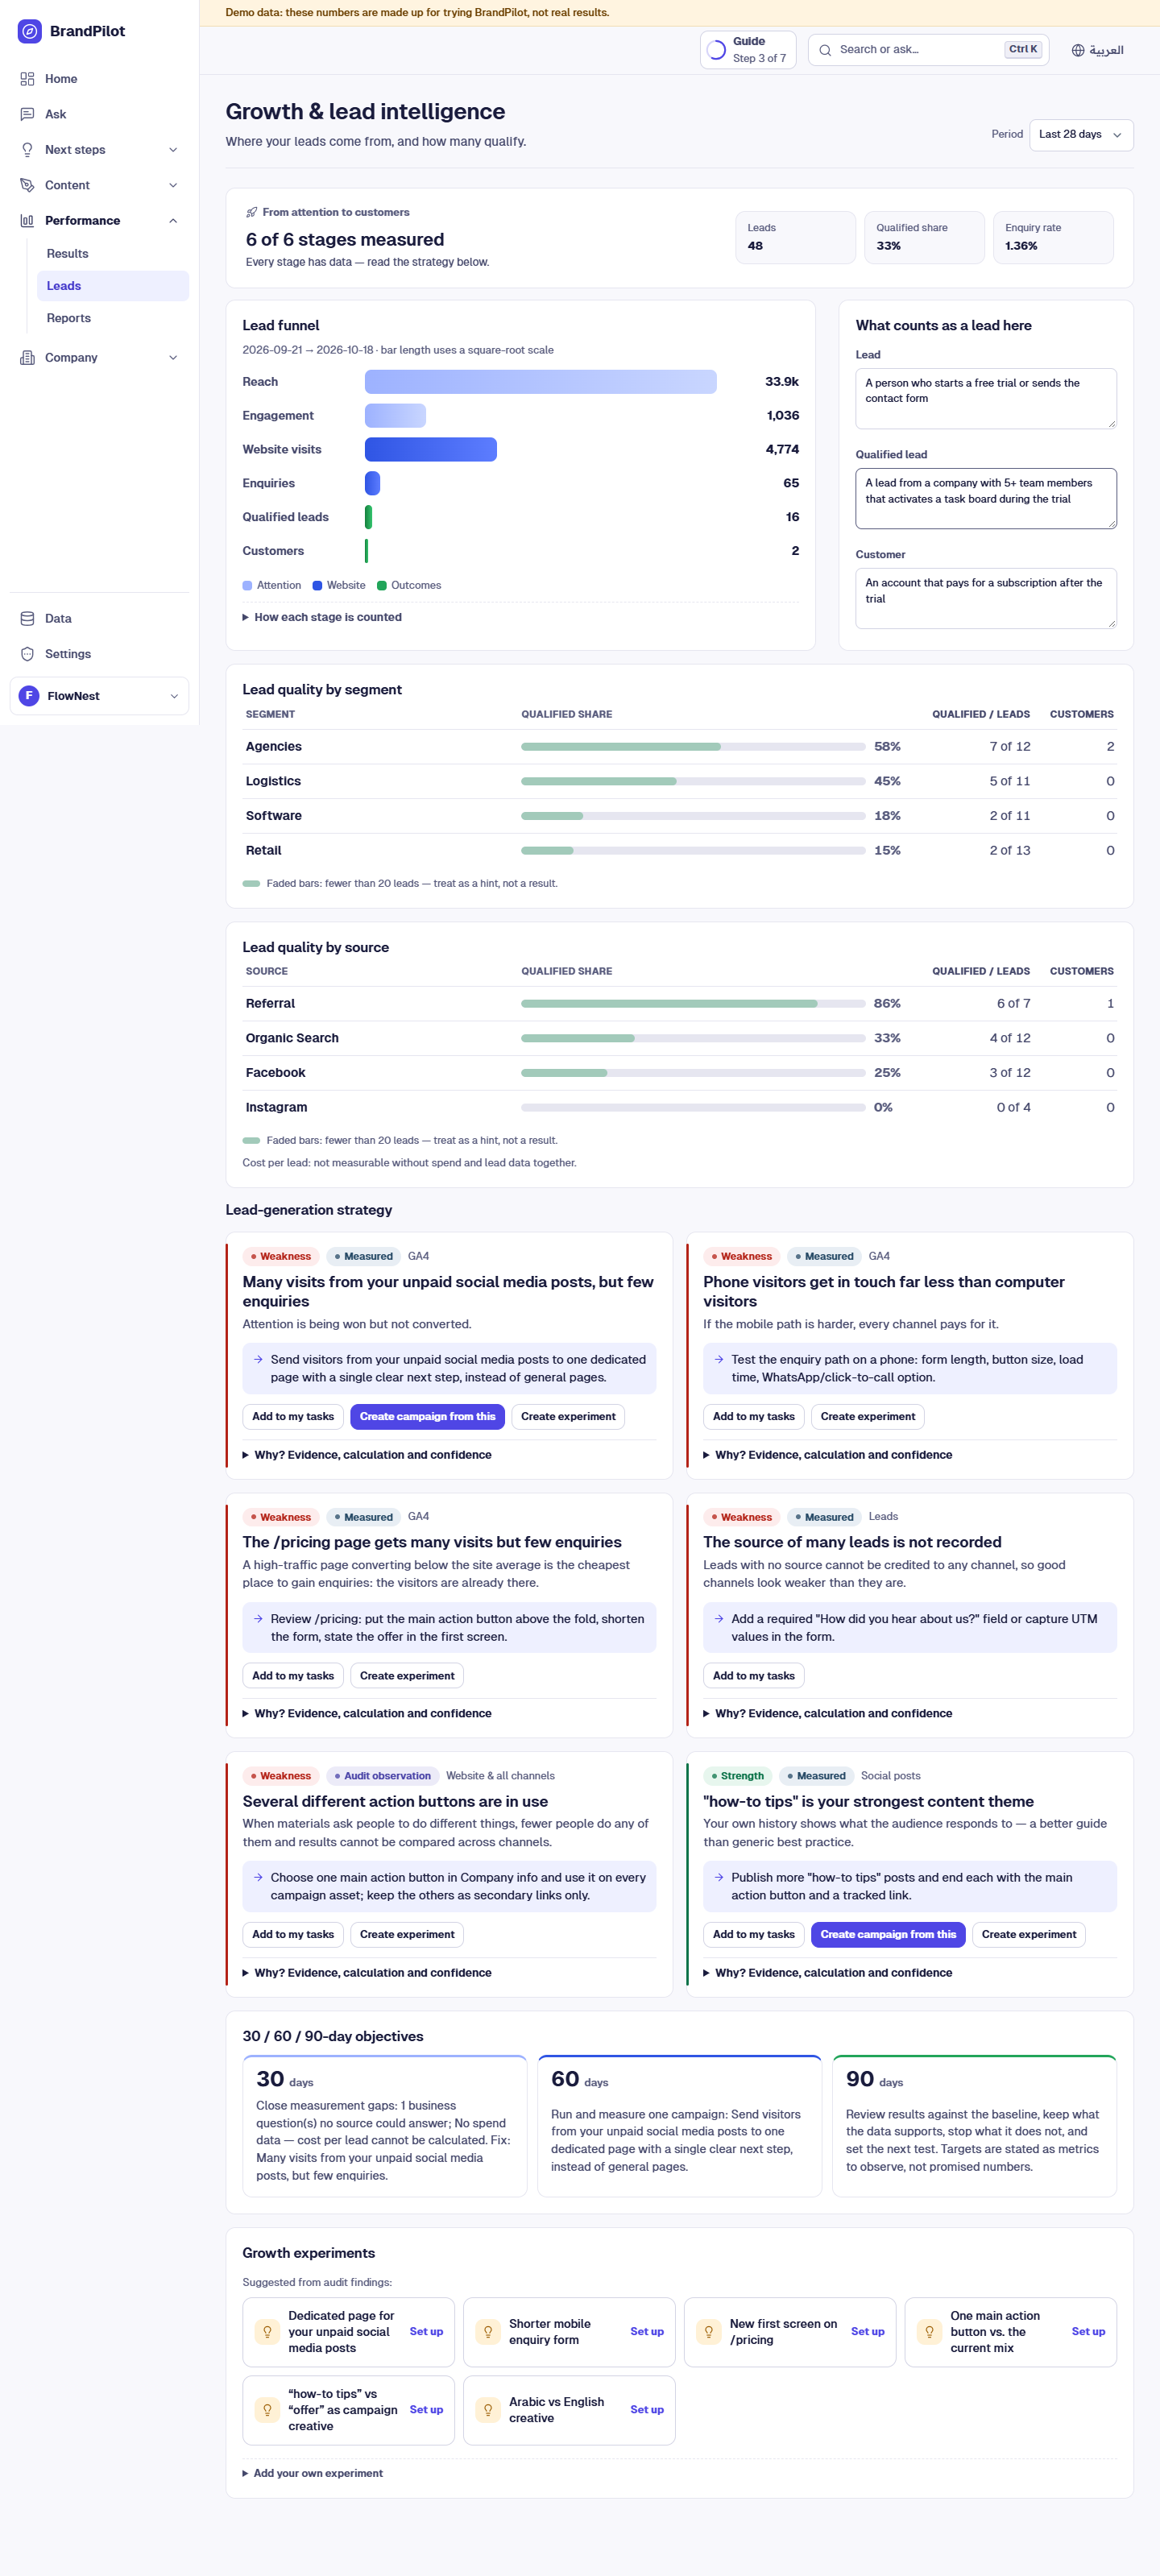 Demo data: these numbers are made up for trying BrandPilot, not real results.
BrandPilot
Home
Ask
Next steps
Content
Performance
Results
Leads
Reports
Company
Data
Settings
F FlowNest
Guide
Step 3 of 7
Search or ask...
Ctrl K
العربية
Growth & lead intelligence
Where your leads come from, and how many qualify.
Period
Last 28 days
From attention to customers
6 of 6 stages measured
Every stage has data — read the strategy below.
Leads
48
Qualified share
33%
Enquiry rate
1.36%
Lead funnel
2026-09-21 → 2026-10-18 · bar length uses a square-root scale
Reach 33.9k
Engagement 1,036
Website visits 4,774
Enquiries 65
Qualified leads 16
Customers 2
Attention Website Outcomes
How each stage is counted
What counts as a lead here
Lead
A person who starts a free trial or sends the
contact form
Qualified lead
A lead from a company with 5+ team members
that activates a task board during the trial
Customer
An account that pays for a subscription after the
trial
Lead quality by segment
SEGMENT QUALIFIED SHARE QUALIFIED / LEADS CUSTOMERS
Agencies 58% 7 of 12 2
Logistics 45% 5 of 11 0
Software 18% 2 of 11 0
Retail 15% 2 of 13 0
Faded bars: fewer than 20 leads — treat as a hint, not a result.
Lead quality by source
SOURCE QUALIFIED SHARE QUALIFIED / LEADS CUSTOMERS
Referral 86% 6 of 7 1
Organic Search 33% 4 of 12 0
Facebook 25% 3 of 12 0
Instagram 0% 0 of 4 0
Faded bars: fewer than 20 leads — treat as a hint, not a result.
Cost per lead: not measurable without spend and lead data together.
Lead-generation strategy
Weakness Measured GA4
Many visits from your unpaid social media posts, but few
enquiries
Attention is being won but not converted.
Send visitors from your unpaid social media posts to one dedicated
page with a single clear next step, instead of general pages.
Add to my tasks Create campaign from this Create experiment
Why? Evidence, calculation and confidence
Weakness Measured GA4
Phone visitors get in touch far less than computer
visitors
If the mobile path is harder, every channel pays for it.
Test the enquiry path on a phone: form length, button size, load
time, WhatsApp/click-to-call option.
Add to my tasks Create experiment
Why? Evidence, calculation and confidence
Weakness Measured GA4
The /pricing page gets many visits but few enquiries
A high-traffic page converting below the site average is the cheapest
place to gain enquiries: the visitors are already there.
Review /pricing: put the main action button above the fold, shorten
the form, state the offer in the first screen.
Add to my tasks Create experiment
Why? Evidence, calculation and confidence
Weakness Measured Leads
The source of many leads is not recorded
Leads with no source cannot be credited to any channel, so good
channels look weaker than they are.
Add a required "How did you hear about us?" field or capture UTM
values in the form.
Add to my tasks
Why? Evidence, calculation and confidence
Weakness Audit observation Website & all channels
Several different action buttons are in use
When materials ask people to do different things, fewer people do any of
them and results cannot be compared across channels.
Choose one main action button in Company info and use it on every
campaign asset; keep the others as secondary links only.
Add to my tasks Create experiment
Why? Evidence, calculation and confidence
Strength Measured Social posts
"how-to tips" is your strongest content theme
Your own history shows what the audience responds to — a better guide
than generic best practice.
Publish more "how-to tips" posts and end each with the main
action button and a tracked link.
Add to my tasks Create campaign from this Create experiment
Why? Evidence, calculation and confidence
30 / 60 / 90-day objectives
30 days
Close measurement gaps: 1 business
question(s) no source could answer; No spend
data — cost per lead cannot be calculated. Fix:
Many visits from your unpaid social media
posts, but few enquiries.
60 days
Run and measure one campaign: Send visitors
from your unpaid social media posts to one
dedicated page with a single clear next step,
instead of general pages.
90 days
Review results against the baseline, keep what
the data supports, stop what it does not, and
set the next test. Targets are stated as metrics
to observe, not promised numbers.
Growth experiments
Suggested from audit findings:
Dedicated page for
your unpaid social
media posts
Set up
Shorter mobile
enquiry form
Set up
New first screen on
/pricing
Set up
One main action
button vs. the
current mix
Set up
“how-to tips” vs
“offer” as campaign
creative
Set up
Arabic vs English
creative
Set up
Add your own experiment